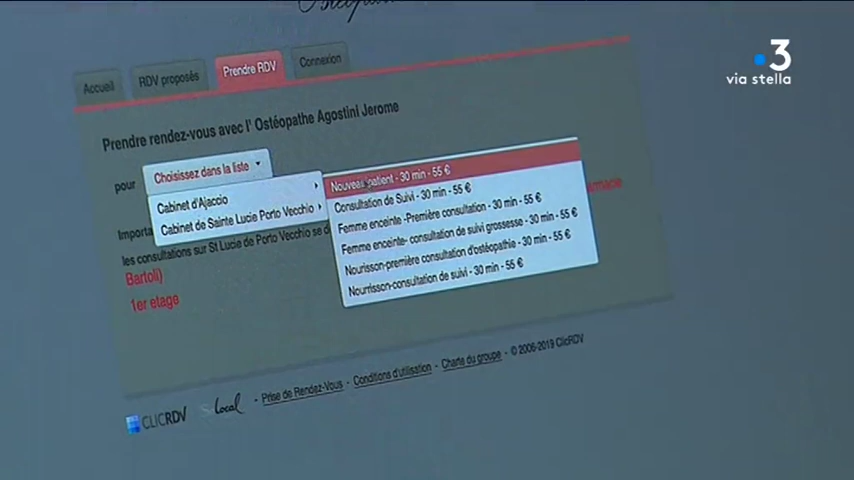 3
via stella
Accueil
RDV proposés
Prendre RDV
Connexion
Prendre rendez-vous avec l' Ostéopathe Agostini Jerome
pour
Choisissez dans la liste
Cabinet d'Ajaccio
Cabinet de Sainte Lucie Porto Vecchio
Nouveau patient - 30 min - 55 €
Consultation de Suivi - 30 min - 55 €
Femme enceinte -Première consultation - 30 min - 55 €
Femme enceinte- consultation de suivi grossesse - 30 min - 55 €
Nourisson-première consultation d'ostéopathie - 30 min - 55 €
Nourrisson-consultation de suivi - 30 min - 55 €
les consultations sur St Lucie de Porto Vecchio se
Bartoli)
1er etage
CLICRDV
Local
- Prise de Rendez-Vous - Conditions d'utilisation - Charte du groupe - © 2006-2019 ClicRDV